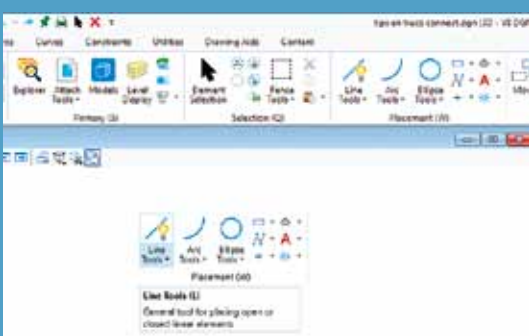 Curves Constraints Utilities Drawing Aids Content
Explorer Attach Tools Models Level Display Element Selection Fence Tools Line Tools Arc Tools Ellipse Tools
Primary Selection (Q) Placement (W)
Line Tools Arc Tools Ellipse Tools
Placement (W)
Line Tools
General tool for placing open or
closed linear elements